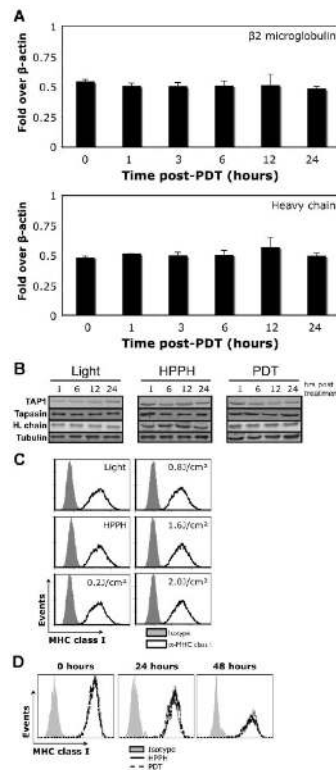 A
β2 microglobulin
Fold over β-actin
1
0.75
0.5
0.25
0
0 1 3 6 12 24
Time post-PDT (hours)
Heavy chain
Fold over β-actin
1
0.75
0.5
0.25
0
0 1 3 6 12 24
Time post-PDT (hours)
B
Light HPPH PDT
1 6 12 24 1 6 12 24 1 6 12 24 hrs post treatment
TAP1
Tapasin
H. chain
Tubulin
C
Light 0.8J/cm²
HPPH 1.6J/cm²
0.2J/cm² 2.0J/cm²
Events
MHC class I
Isotype
α-MHC class I
D
0 hours 24 hours 48 hours
Events
MHC class I
Isotype
HPPH
PDT